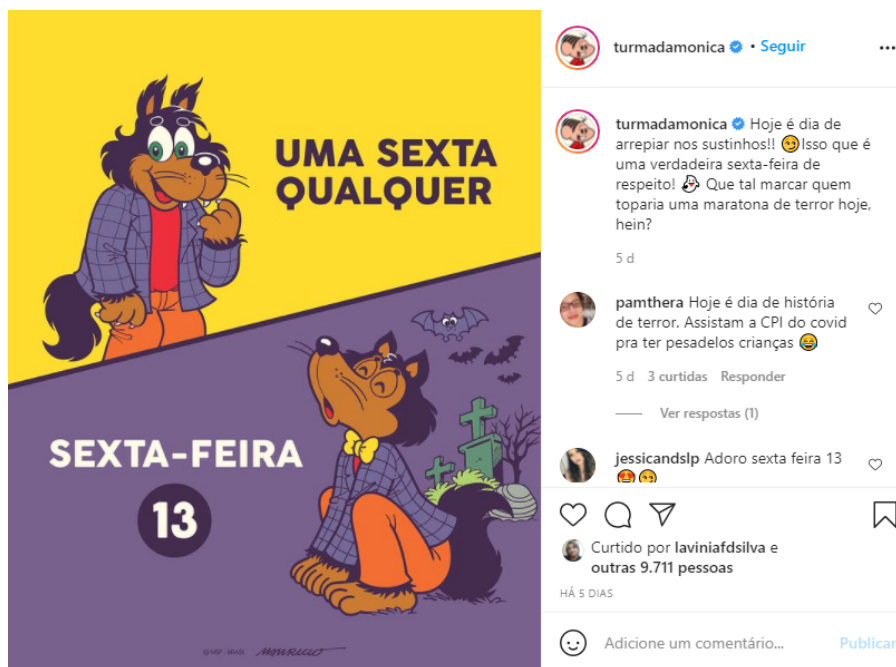 UMA SEXTA
QUALQUER
SEXTA-FEIRA
13
© MSP - BRASIL MAURICIO
turmadamonica • Seguir
turmadamonica Hoje é dia de
arrepiar nos sustinhos!! 😏Isso que é
uma verdadeira sexta-feira de
respeito! 👻 Que tal marcar quem
toparia uma maratona de terror hoje,
hein?
5 d
pamthera Hoje é dia de história
de terror. Assistam a CPI do covid
pra ter pesadelos crianças 😂
5 d 3 curtidas Responder
Ver respostas (1)
jessicandslp Adoro sexta feira 13
🤩😏
Curtido por laviniafdsilva e
outras 9.711 pessoas
HÁ 5 DIAS
Adicione um comentário... Publicar